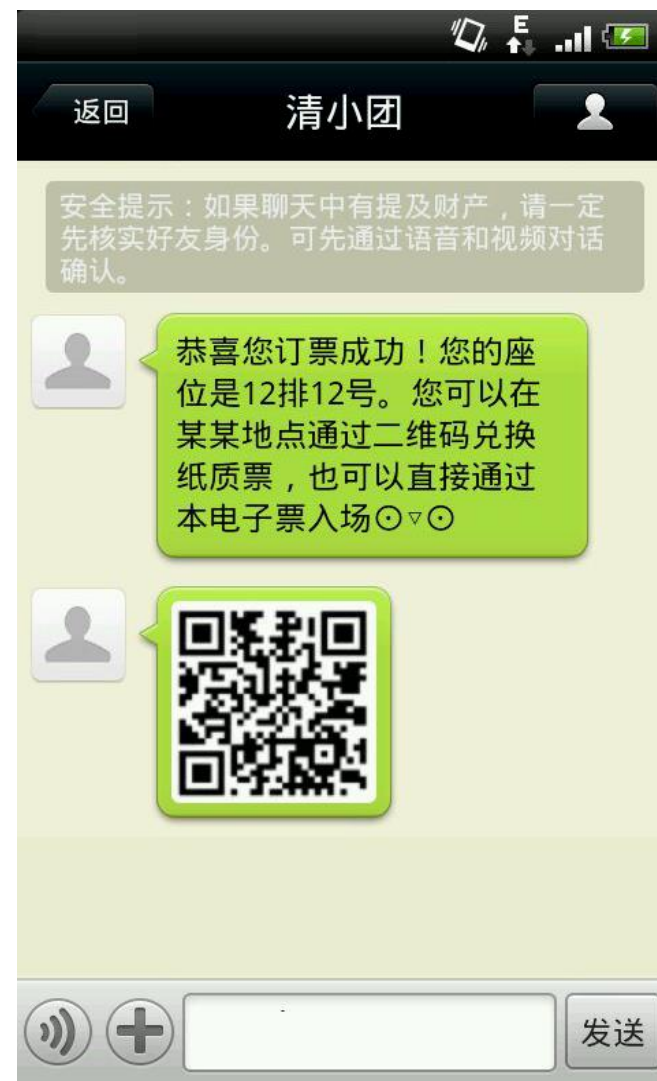 E
返回
清小团
安全提示：如果聊天中有提及财产，请一定
先核实好友身份。可先通过语音和视频对话
确认。
恭喜您订票成功！您的座
位是12排12号。您可以在
某某地点通过二维码兑换
纸质票，也可以直接通过
本电子票入场⊙▿⊙
发送